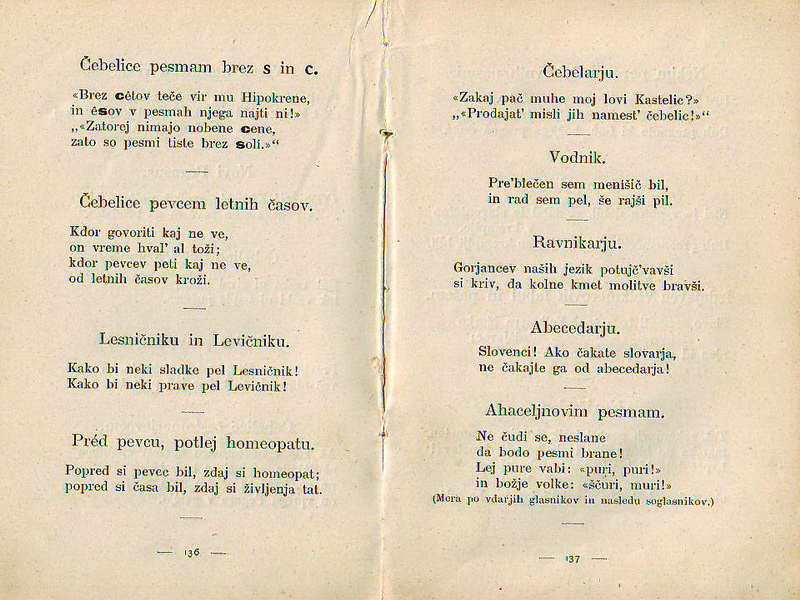 Čebelice pesmam brez s in c.
«Brez cétov teče vir mu Hipokrene,
in ésov v pesmah njega najti ni!»
„«Zatorej nimajo nobene cene,
zato so pesmi tiste brez soli.»“
Čebelice pevcem letnih časov.
Kdor govoriti kaj ne ve,
on vreme hval' al toži;
kdor pevcev peti kaj ne ve,
od letnih časov kroži.
Lesničniku in Levičniku.
Kako bi neki sladke pel Lesničnik!
Kako bi neki prave pel Levičnik!
Préd pevcu, potlej homeopatu.
Popred si pevec bil, zdaj si homeopat;
popred si časa bil, zdaj si življenja tat.
— 136 —
Čebelarju.
«Zakaj pač muhe moj lovi Kastelic?»
„«Prodajat' misli jih namest' čebelic!»“
Vodnik.
Pre'blečen sem menišič bil,
in rad sem pel, še rajši pil.
Ravnikarju.
Gorjancev naših jezik potujč'vavši
si kriv, da kolne kmet molitve bravši.
Abecedarju.
Slovenci! Ako čakate slovarja,
ne čakajte ga od abecedarja!
Ahaceljnovim pesmam.
Ne čudi se, neslane
da bodo pesmi brane!
Lej pure vabi: «puri, puri!»
in božje volke: «ščuri, muri!»
(Mera po vdarjih glasnikov in nasledu soglasnikov.)
— 137 —